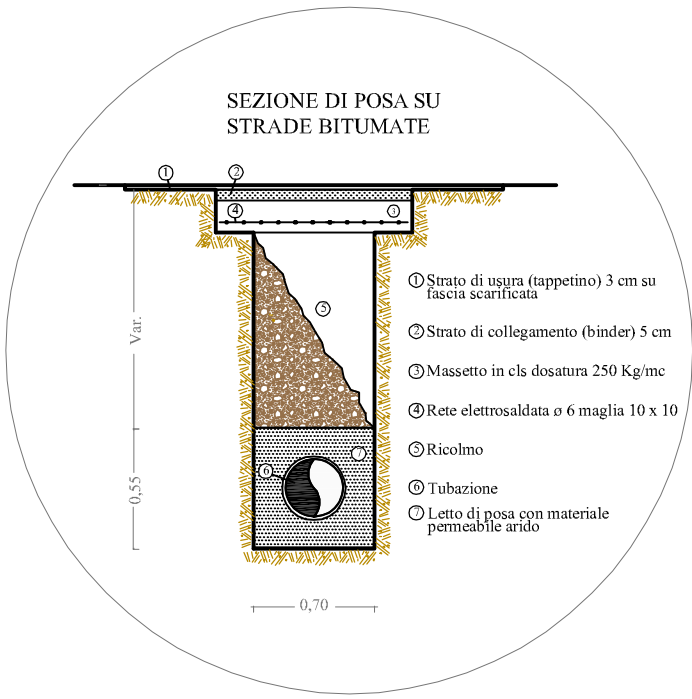 SEZIONE DI POSA SU
STRADE BITUMATE
1
2
4
3
5
7
6
Var.
0,55
0,70
1 Strato di usura (tappetino) 3 cm su
fascia scarificata
2 Strato di collegamento (binder) 5 cm
3 Massetto in cls dosatura 250 Kg/mc
4 Rete elettrosaldata ø 6 maglia 10 x 10
5 Ricolmo
6 Tubazione
7 Letto di posa con materiale
permeabile arido